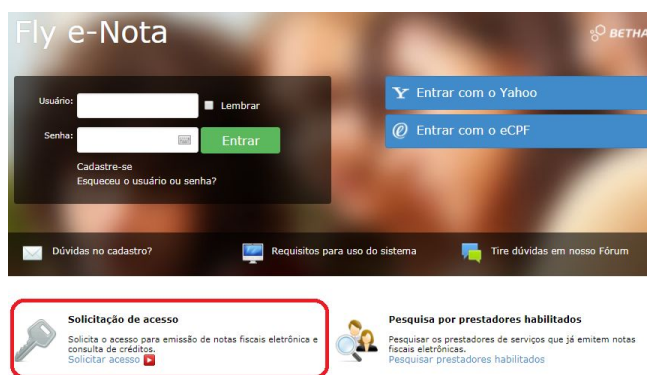 Fly e-Nota
BETHA
Usuário:
Lembrar
Senha:
Entrar
Cadastre-se
Esqueceu o usuário ou senha?
Entrar com o Yahoo
Entrar com o eCPF
Dúvidas no cadastro?
Requisitos para uso do sistema
Tire dúvidas em nosso Fórum
Solicitação de acesso
Solicita o acesso para emissão de notas fiscais eletrônica e
consulta de créditos.
Solicitar acesso
Pesquisa por prestadores habilitados
Pesquisar os prestadores de serviços que já emitem notas
fiscais eletrônicas.
Pesquisar prestadores habilitados